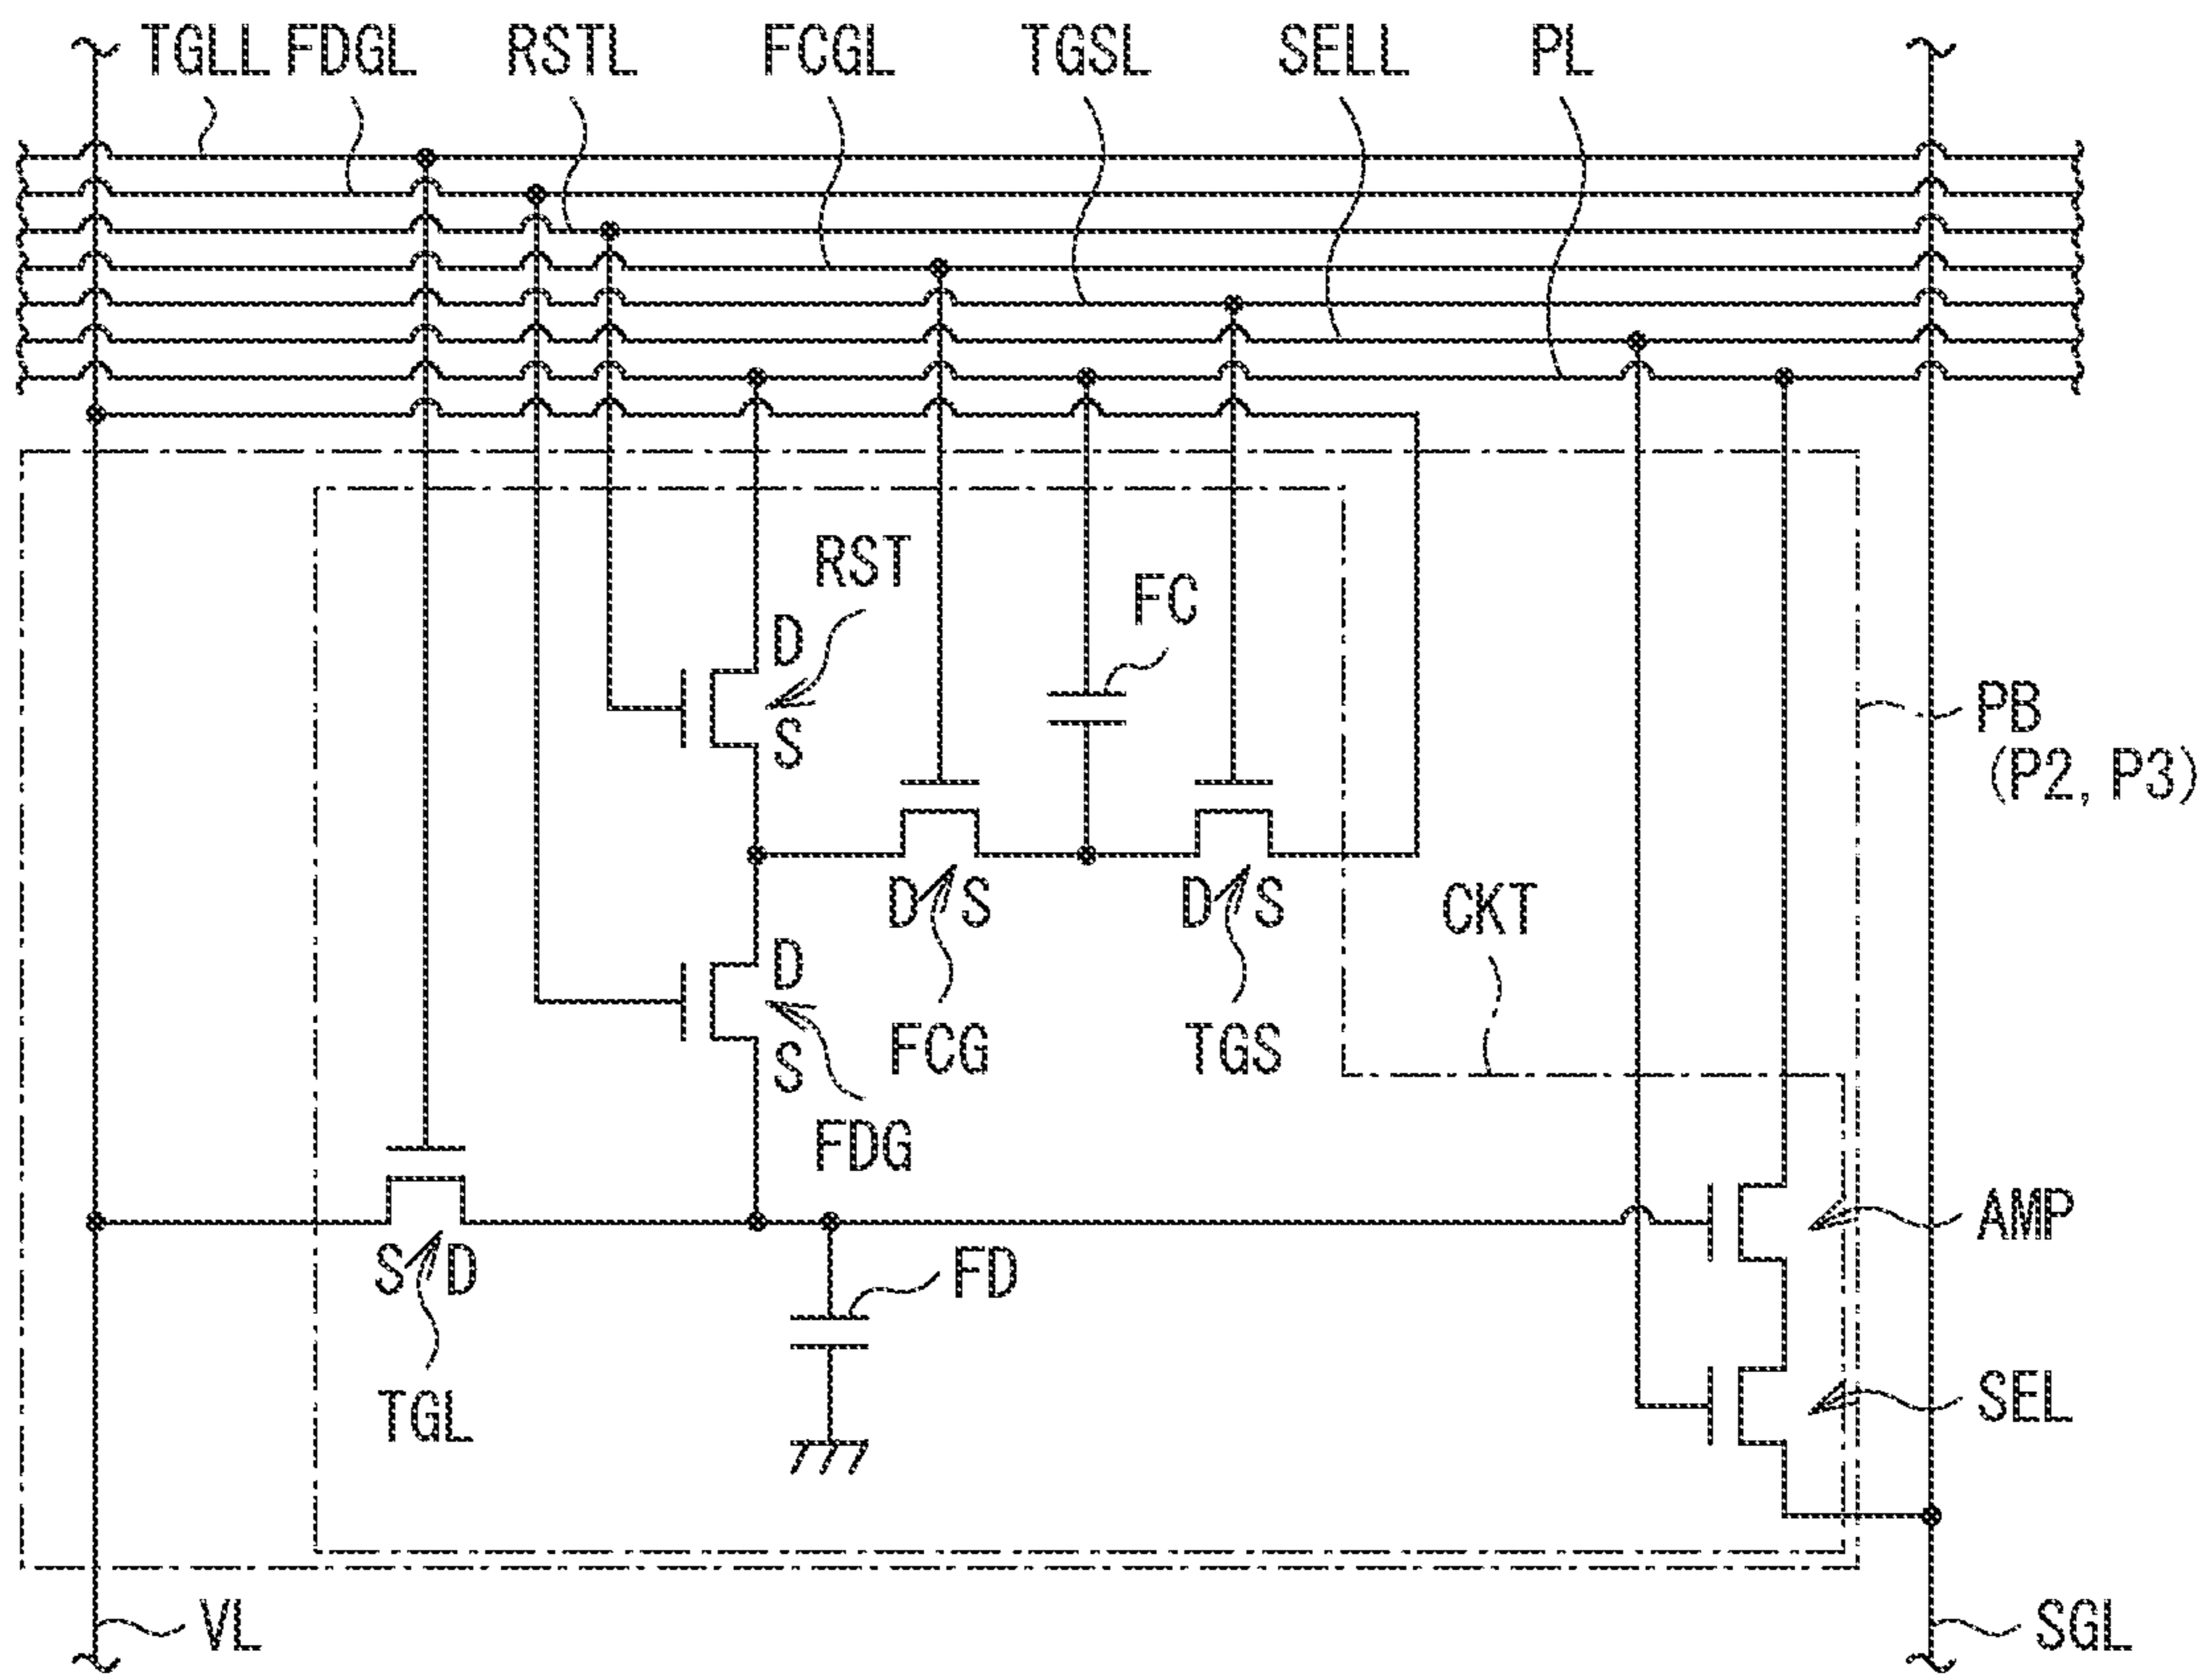 TGLL FDGL RSTL FCGL TGSL SELL PL
RST
FC
D
S
PB
(P2, P3)
D S
D S
CKT
D
S
FCG
TGS
FDG
AMP
S D
FD
TGL
SEL
VL
SGL